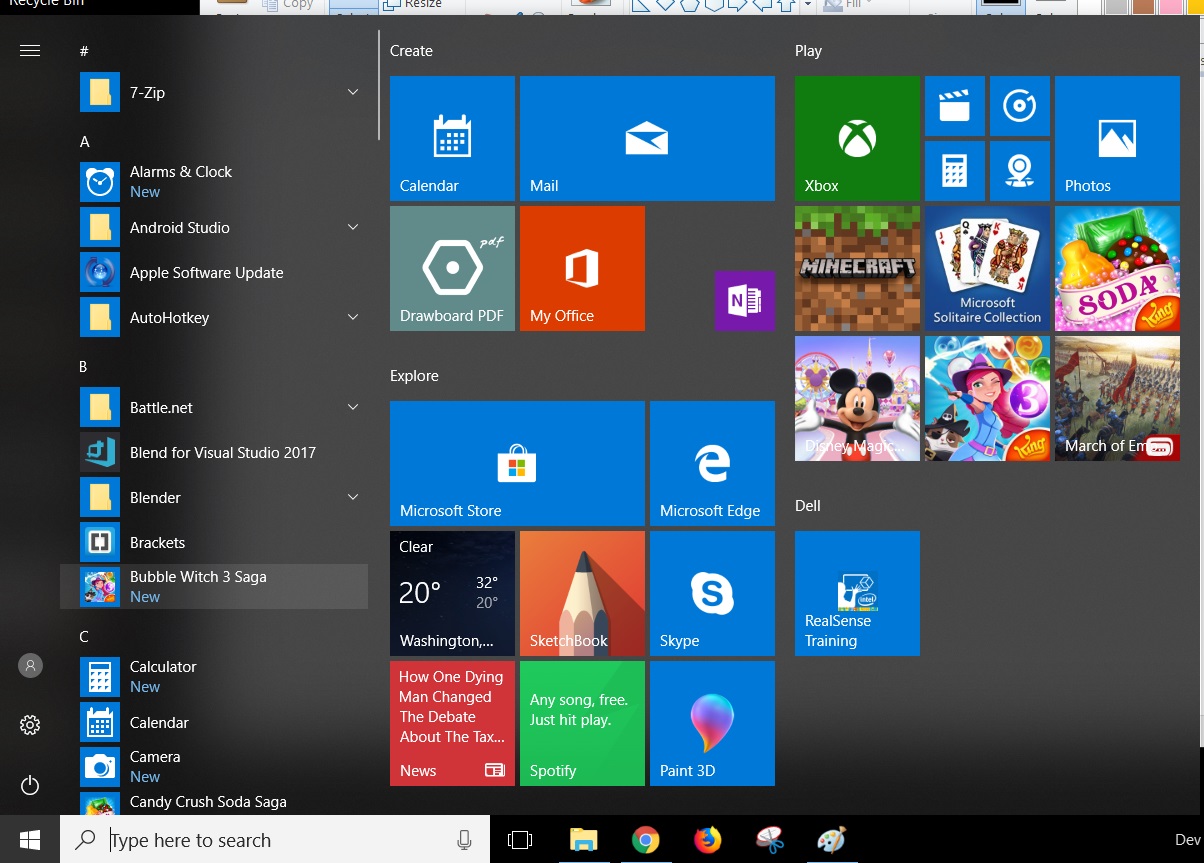 Recycle Bin
Copy
Resize
Fill
#
7-Zip
A
Alarms & Clock
New
Android Studio
Apple Software Update
AutoHotkey
B
Battle.net
Blend for Visual Studio 2017
Blender
Brackets
Bubble Witch 3 Saga
New
C
Calculator
New
Calendar
Camera
New
Candy Crush Soda Saga
Create
Calendar
Mail
pdf
Drawboard PDF
My Office
N
Explore
Microsoft Store
Microsoft Edge
Clear
20°
32°
20°
Washington,...
SketchBook
Skype
How One Dying
Man Changed
The Debate
About The Tax...
News
Any song, free.
Just hit play.
Spotify
Paint 3D
Play
Xbox
Photos
MINECRAFT
J Q K
Microsoft
Solitaire Collection
SODA
King
Disney Magic...
3
King
March of Em
Dell
intel
RealSense
Training
Type here to search
Dev